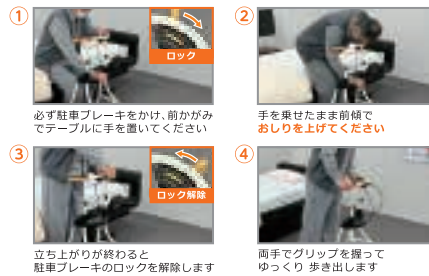 ①
ロック
必ず駐車ブレーキをかけ、前かがみ
でテーブルに手を置いてください
②
手を乗せたまま前傾で
おしりを上げてください
③
ロック解除
立ち上がりが終わると
駐車ブレーキのロックを解除します
④
両手でグリップを握って
ゆっくり 歩き出します